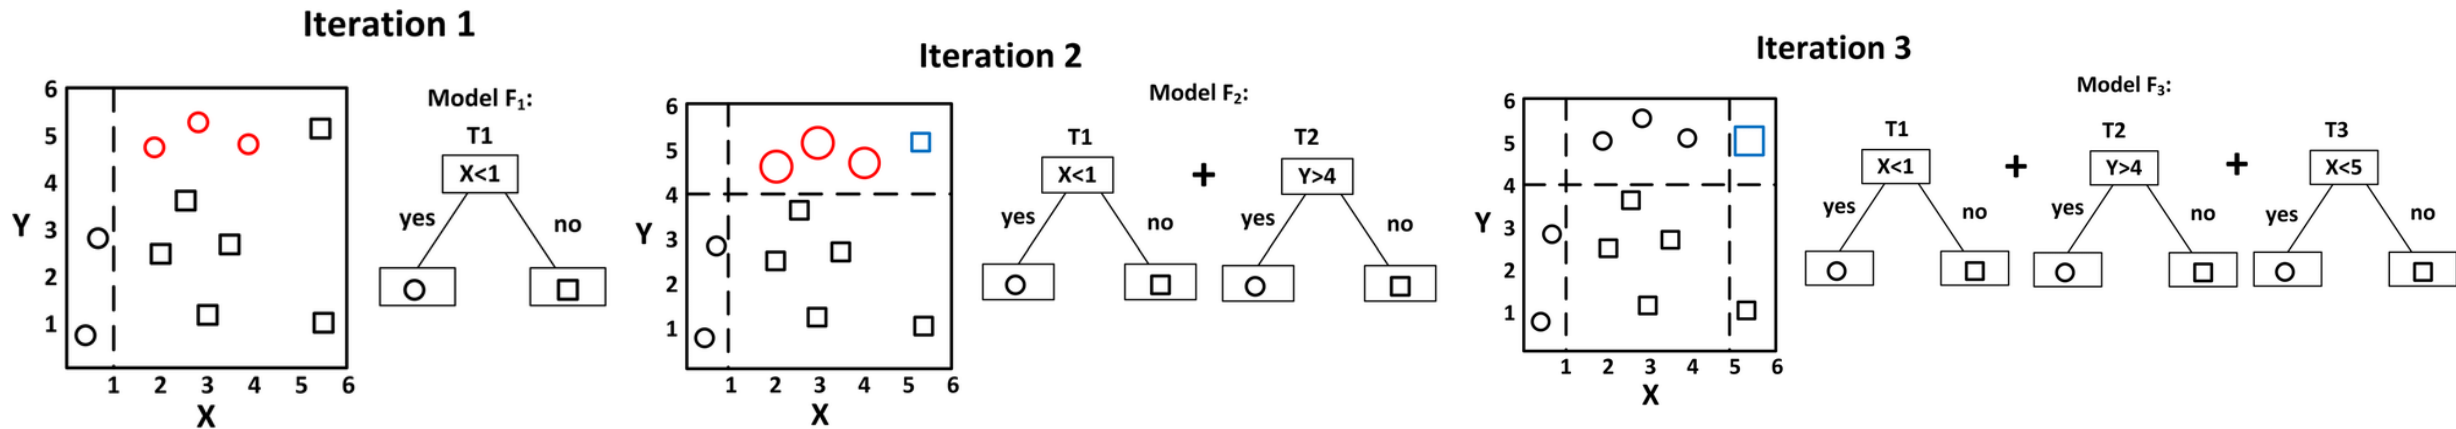 Iteration 1
6
5
4
3
2
1
Y
1 2 3 4 5 6
X
Model F₁:
T1
X<1
yes
no
Iteration 2
6
5
4
3
2
1
Y
1 2 3 4 5 6
X
Model F₂:
T1
X<1
yes
no
+
T2
Y>4
yes
no
Iteration 3
6
5
4
3
2
1
Y
1 2 3 4 5 6
X
Model F₃:
T1
X<1
yes
no
+
T2
Y>4
yes
no
+
T3
X<5
yes
no